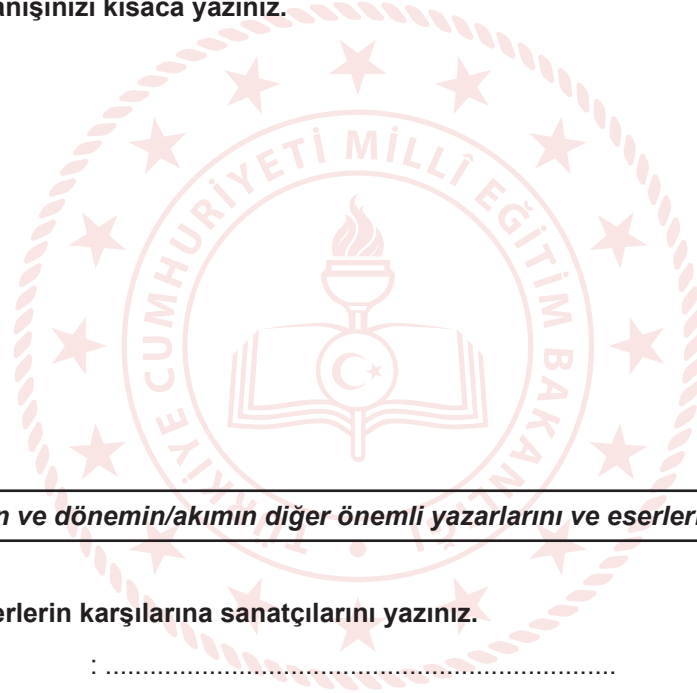 anışınızı kısaca yazınız.
TÜRKİYE CUMHURİYETİ MİLLÎ EĞİTİM BAKANLIĞI
n ve dönemin/akımın diğer önemli yazarlarını ve eserleri
erlerin karşılarına sanatçılarını yazınız.
: .....................................................................